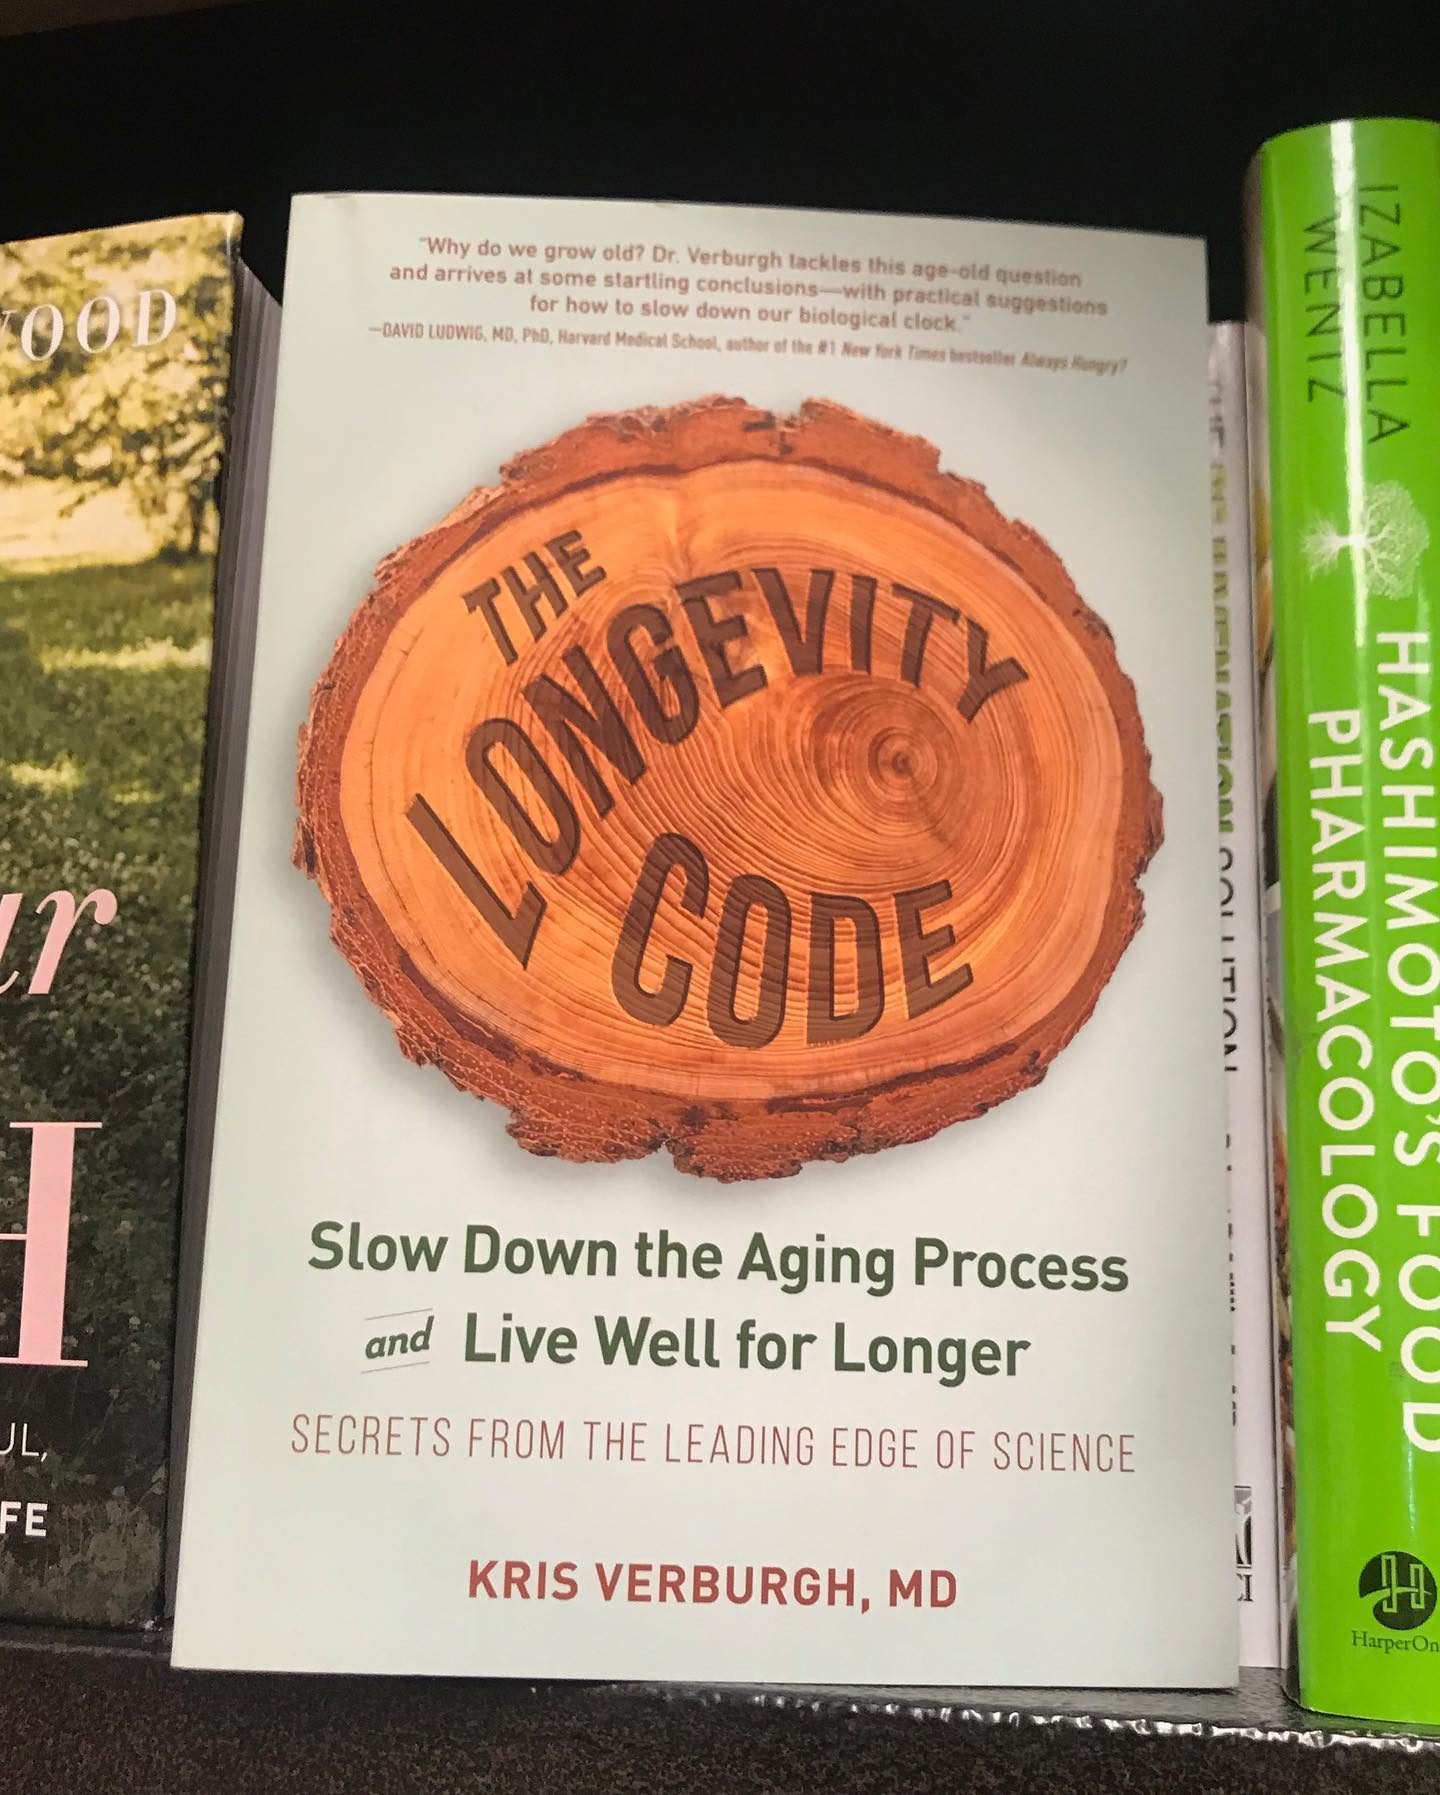 "Why do we grow old? Dr. Verburgh tackles this age-old question
and arrives at some startling conclusions—with practical suggestions
for how to slow down our biological clock."
—DAVID LUDWIG, MD, PhD, Harvard Medical School, author of the #1 New York Times bestseller Always Hungry?
THE
LONGEVITY
CODE
Slow Down the Aging Process
and Live Well for Longer
SECRETS FROM THE LEADING EDGE OF SCIENCE
KRIS VERBURGH, MD
IZABELLA
WENTZ
HASHIMOTO'S FOOD
PHARMACOLOGY
HarperOn
SOLUTION
FE